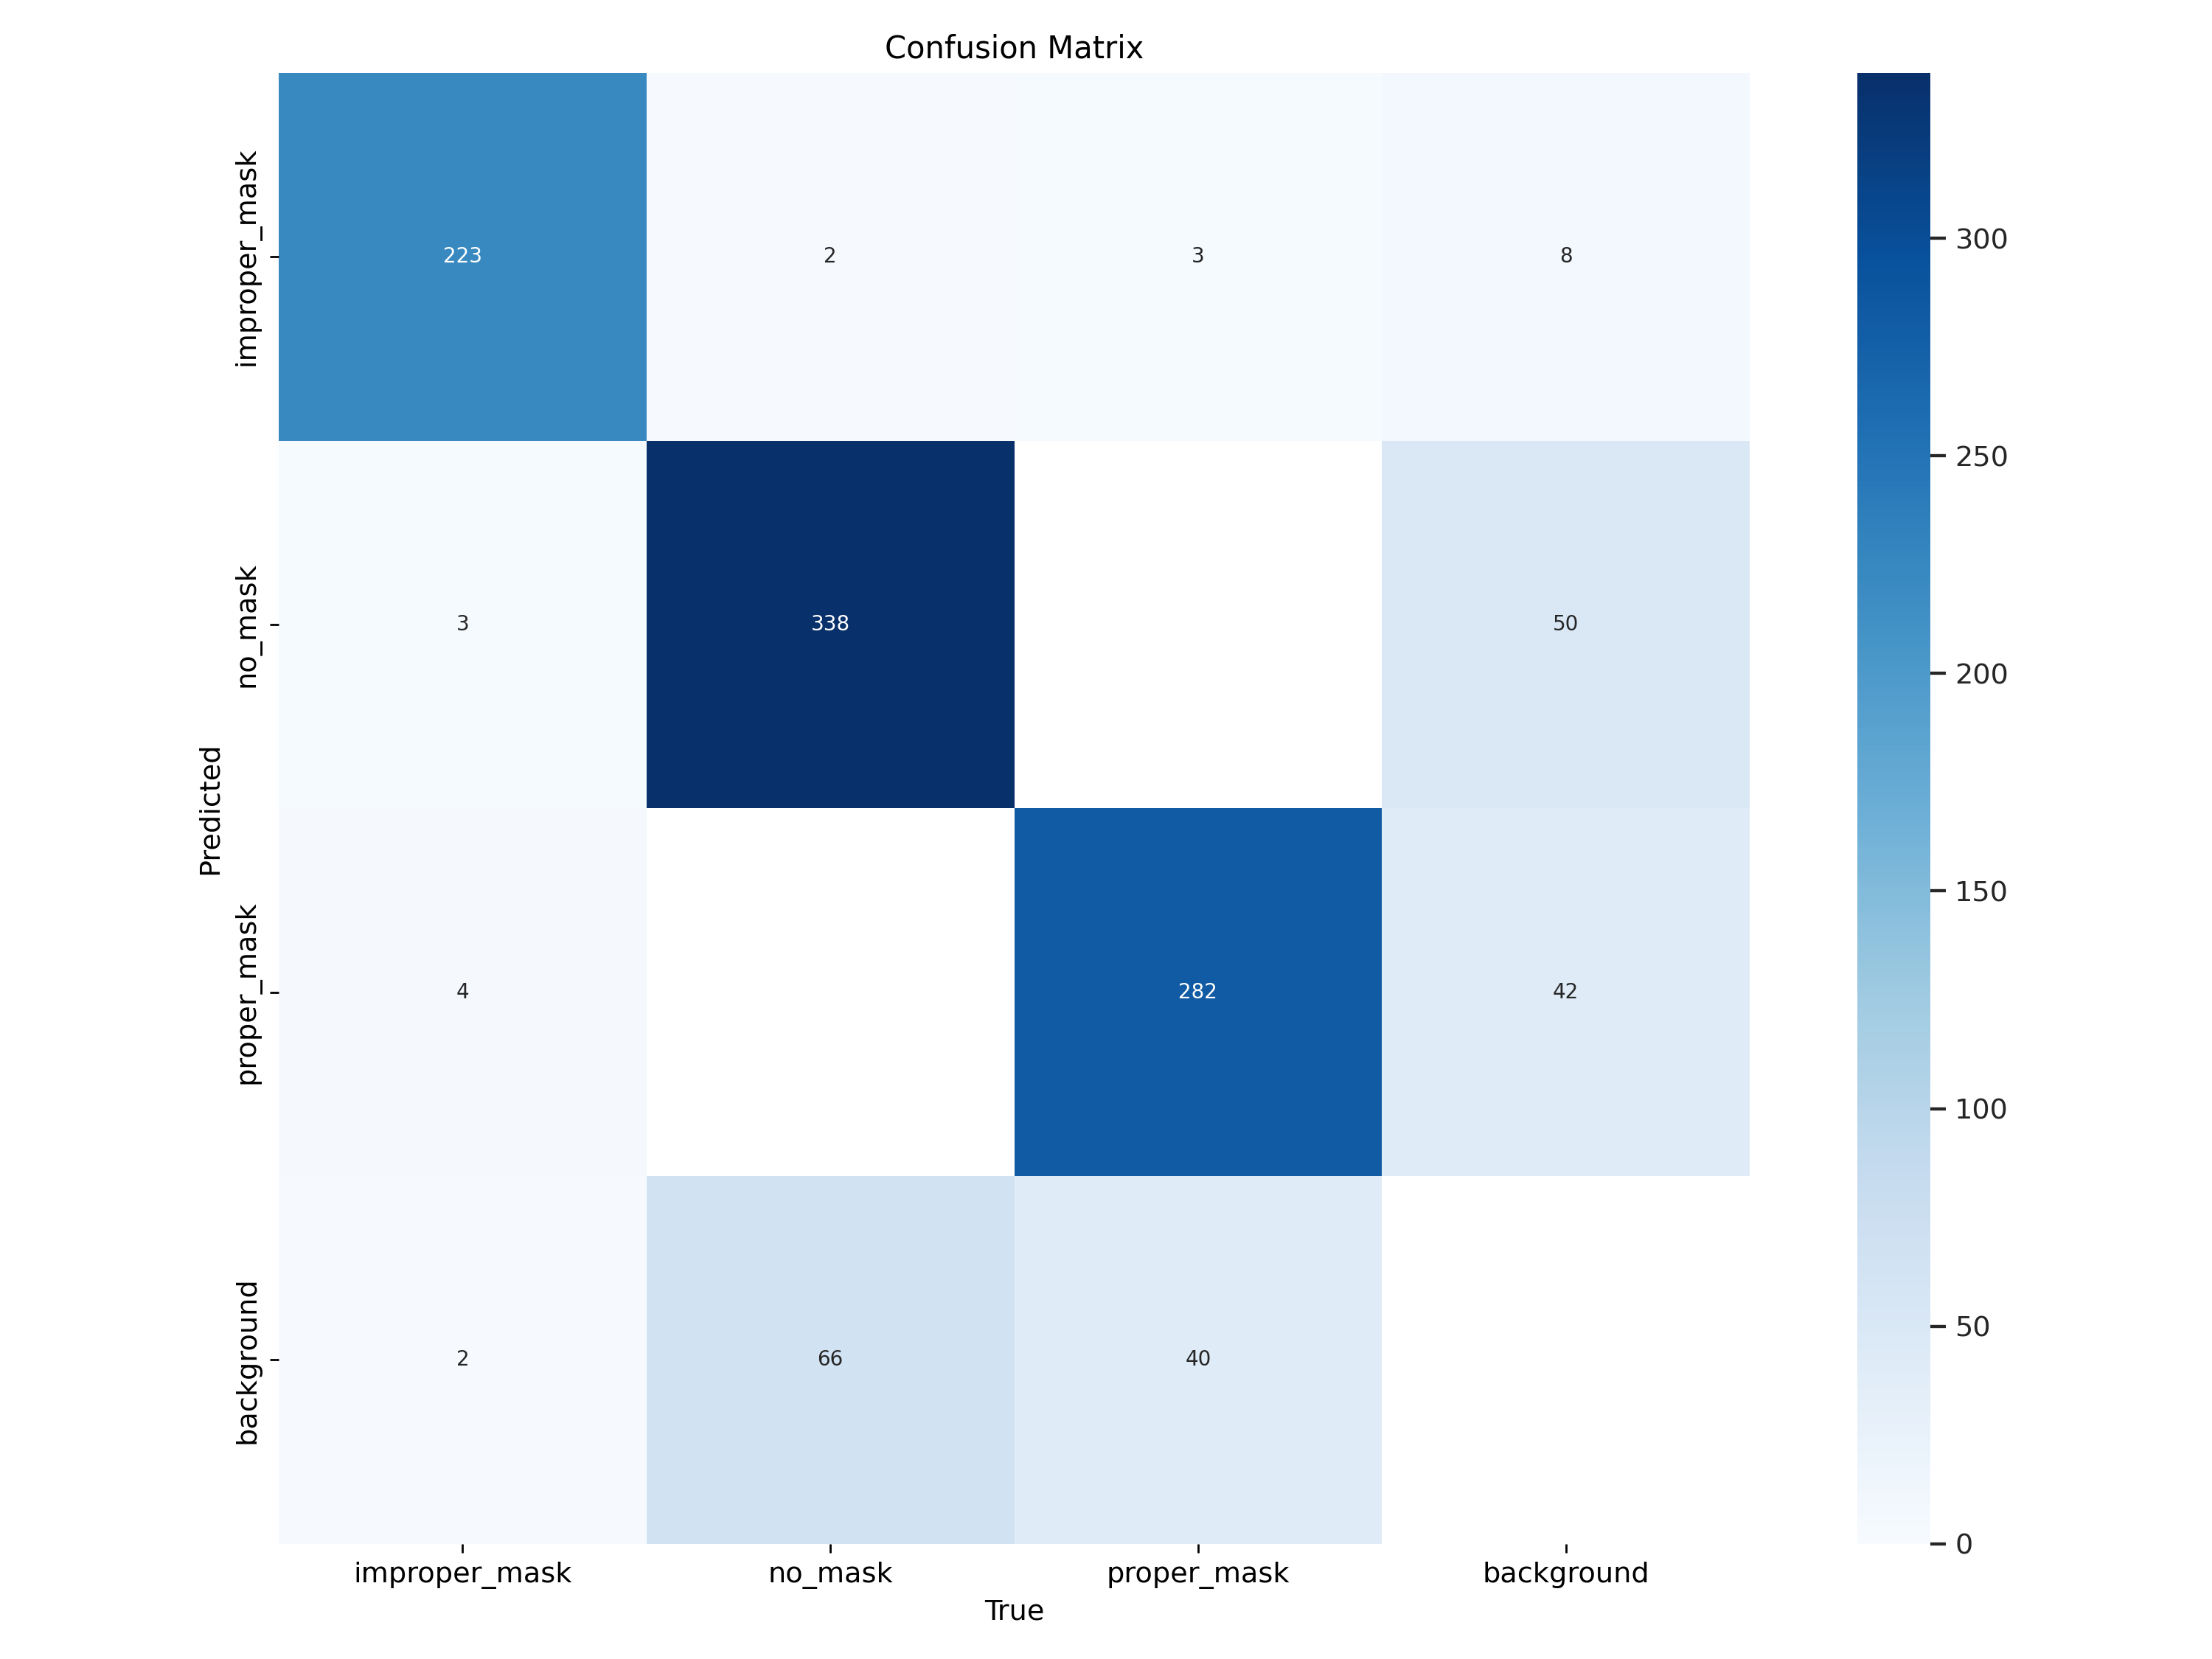 Confusion Matrix
improper_mask
223 2 3 8
no_mask
3 338 50
proper_mask
4 282 42
background
2 66 40
Predicted
improper_mask no_mask proper_mask background
True
300
250
200
150
100
50
0